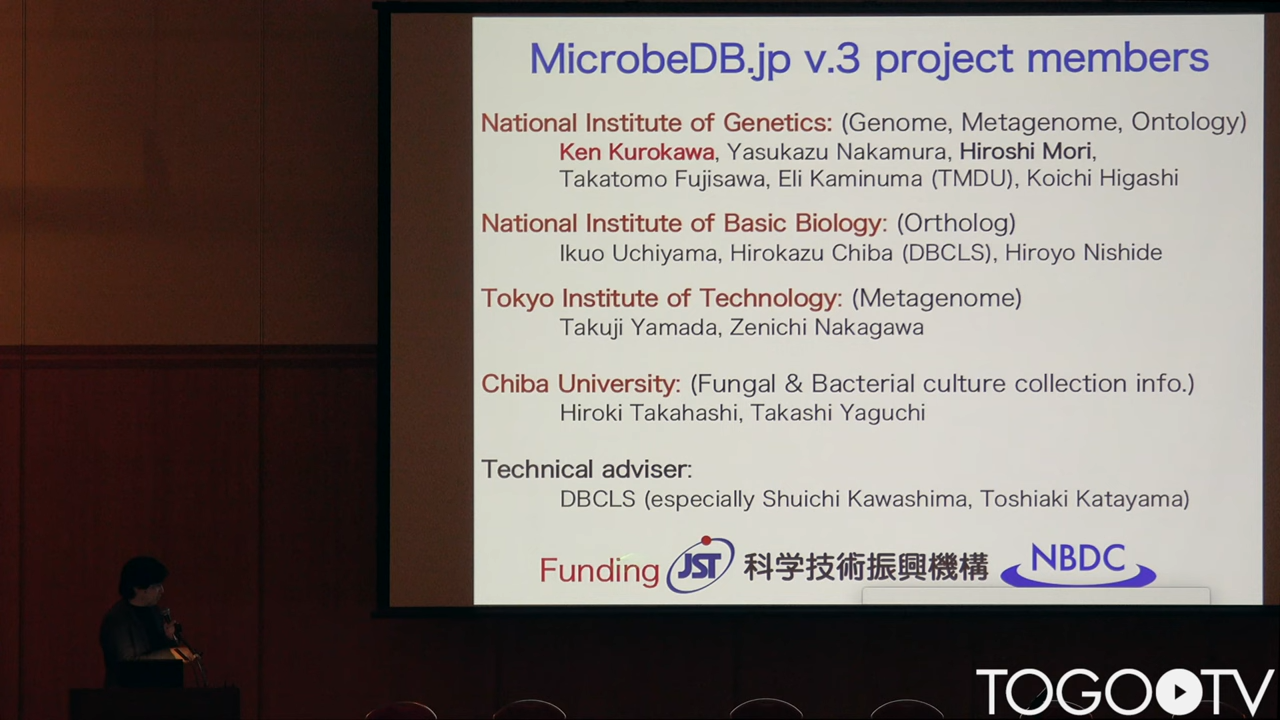 MicrobeDB.jp v.3 project members
National Institute of Genetics: (Genome, Metagenome, Ontology)
Ken Kurokawa, Yasukazu Nakamura, Hiroshi Mori,
Takatomo Fujisawa, Eli Kaminuma (TMDU), Koichi Higashi
National Institute of Basic Biology: (Ortholog)
Ikuo Uchiyama, Hirokazu Chiba (DBCLS), Hiroyo Nishide
Tokyo Institute of Technology: (Metagenome)
Takuji Yamada, Zenichi Nakagawa
Chiba University: (Fungal & Bacterial culture collection info.)
Hiroki Takahashi, Takashi Yaguchi
Technical adviser:
DBCLS (especially Shuichi Kawashima, Toshiaki Katayama)
Funding JST 科学技術振興機構 NBDC
TOGO TV